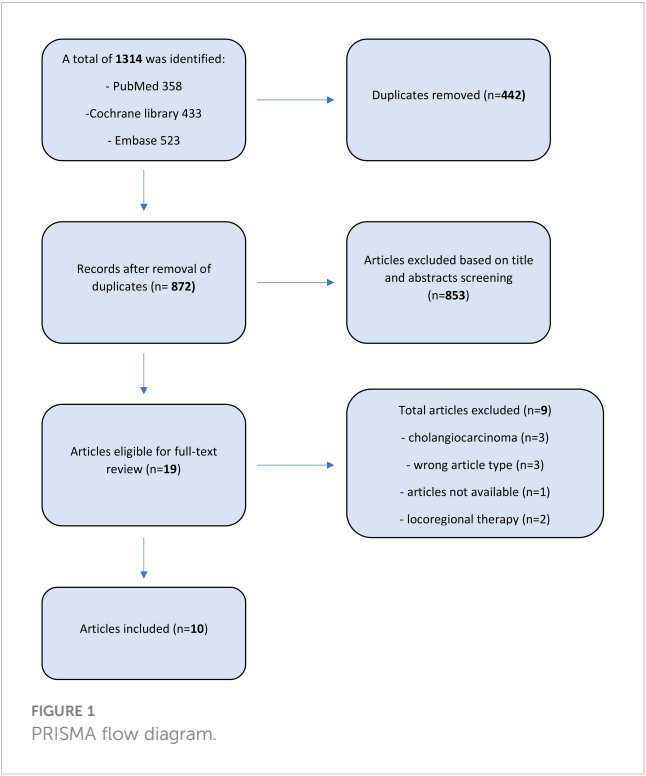 A total of 1314 was identified:
- PubMed 358
-Cochrane library 433
- Embase 523
Duplicates removed (n=442)
Records after removal of
duplicates (n= 872)
Articles excluded based on title
and abstracts screening
(n=853)
Articles eligible for full-text
review (n=19)
Total articles excluded (n=9)
- cholangiocarcinoma (n=3)
- wrong article type (n=3)
- articles not available (n=1)
- locoregional therapy (n=2)
Articles included (n=10)
FIGURE 1
PRISMA flow diagram.